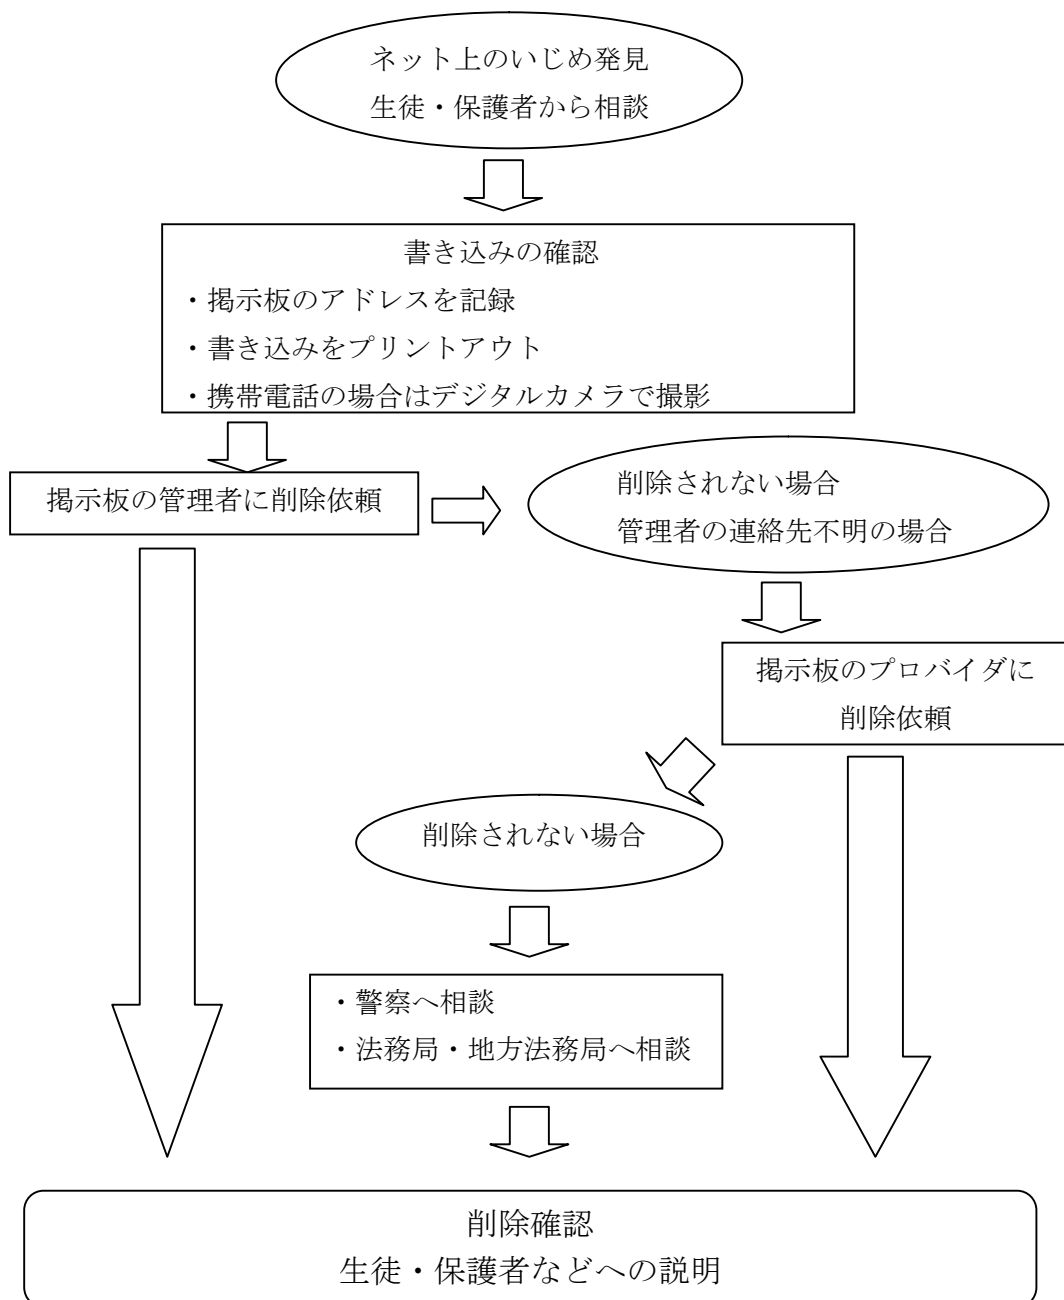 ネット上のいじめ発見
生徒・保護者から相談
書き込みの確認
・掲示板のアドレスを記録
・書き込みをプリントアウト
・携帯電話の場合はデジタルカメラで撮影
掲示板の管理者に削除依頼
削除されない場合
管理者の連絡先不明の場合
掲示板のプロバイダに
削除依頼
削除されない場合
・警察へ相談
・法務局・地方法務局へ相談
削除確認
生徒・保護者などへの説明